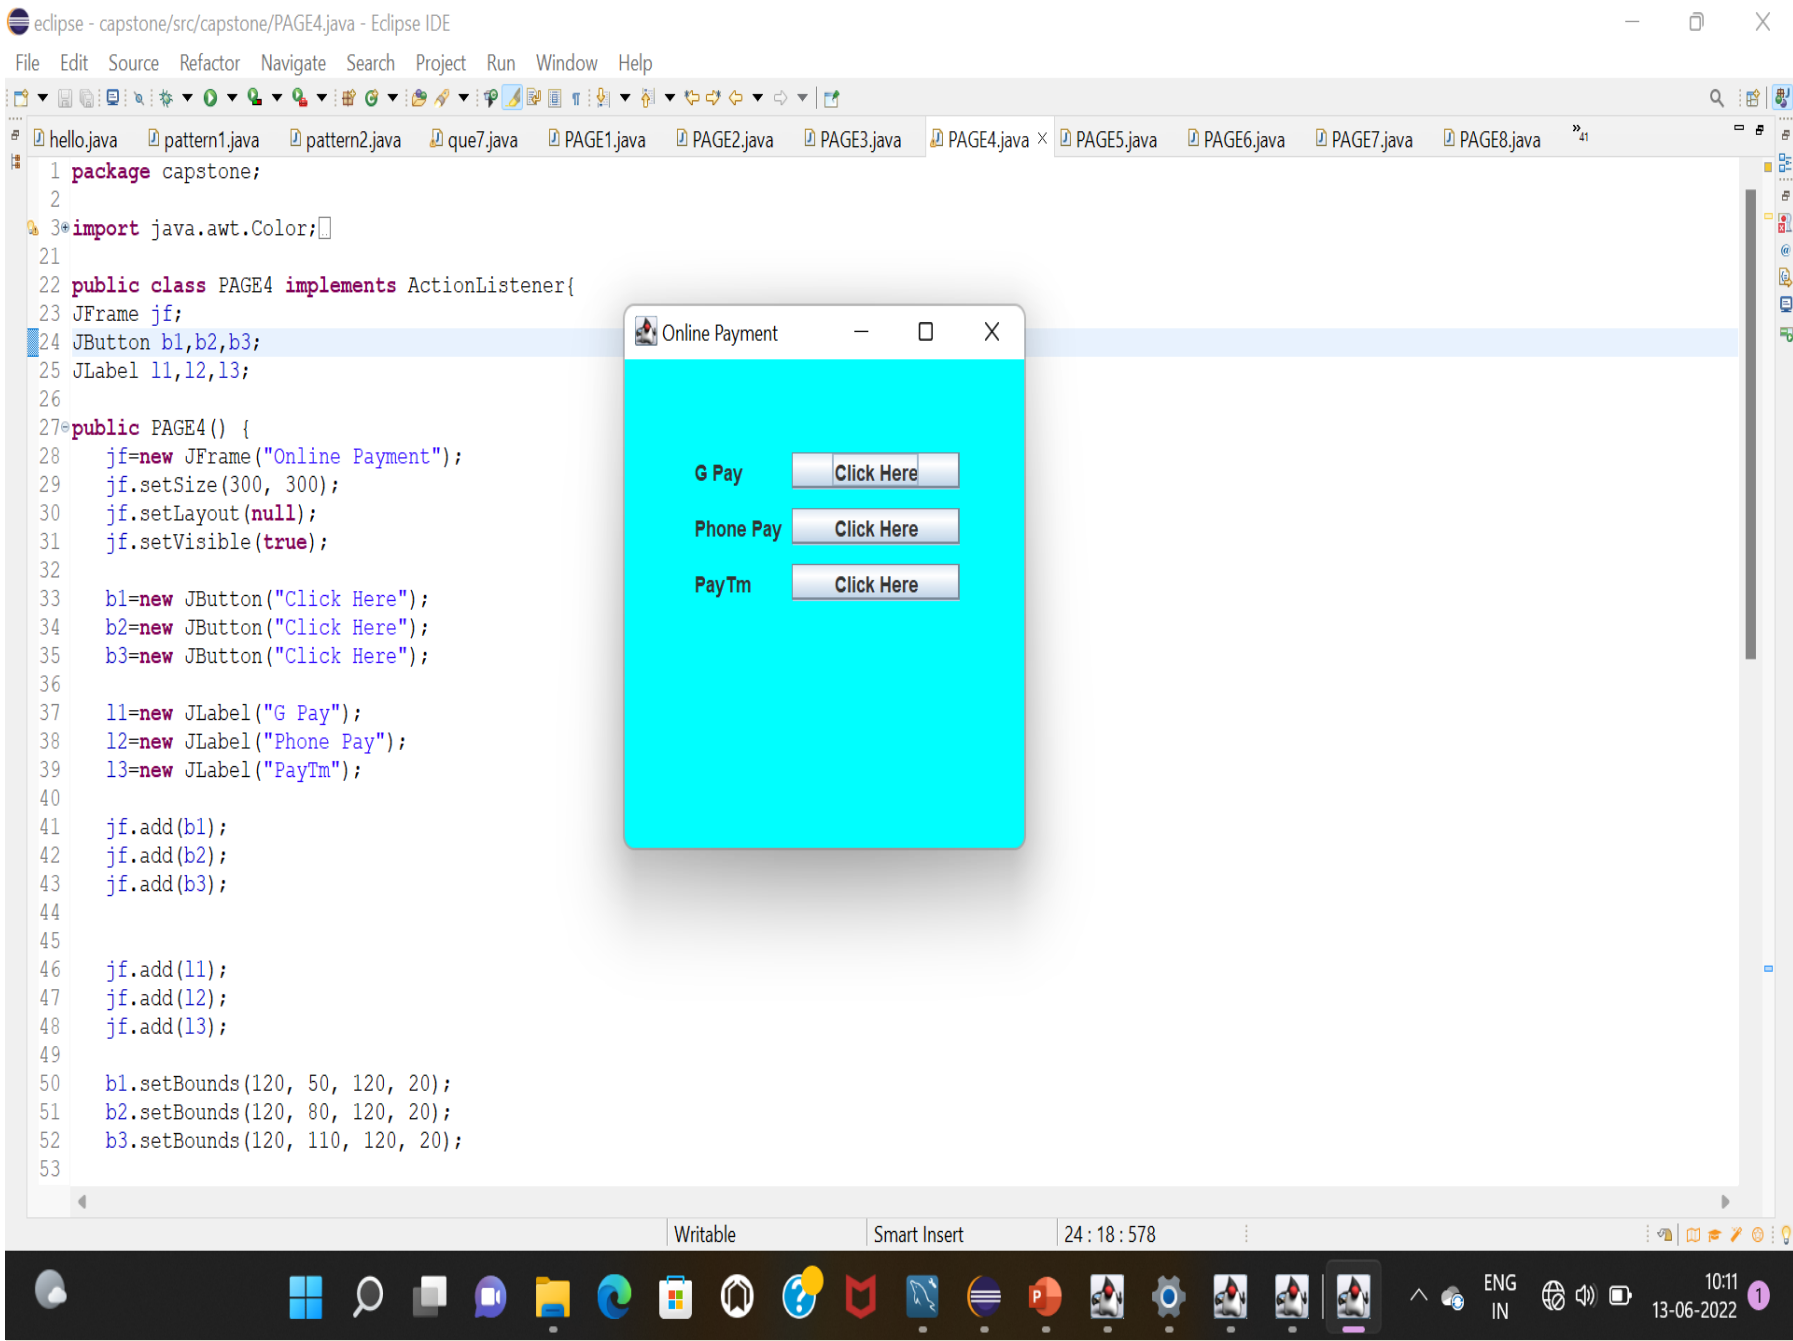 eclipse - capstone/src/capstone/PAGE4.java - Eclipse IDE
File Edit Source Refactor Navigate Search Project Run Window Help
hello.java pattern1.java pattern2.java que7.java PAGE1.java PAGE2.java PAGE3.java PAGE4.java PAGE5.java PAGE6.java PAGE7.java PAGE8.java »41
1 package capstone;
2
3 import java.awt.Color;
21
22 public class PAGE4 implements ActionListener{
23 JFrame jf;
24 JButton b1,b2,b3;
25 JLabel l1,l2,l3;
26
27 public PAGE4() {
28 jf=new JFrame("Online Payment");
29 jf.setSize(300, 300);
30 jf.setLayout(null);
31 jf.setVisible(true);
32
33 b1=new JButton("Click Here");
34 b2=new JButton("Click Here");
35 b3=new JButton("Click Here");
36
37 l1=new JLabel("G Pay");
38 l2=new JLabel("Phone Pay");
39 l3=new JLabel("PayTm");
40
41 jf.add(b1);
42 jf.add(b2);
43 jf.add(b3);
44
45
46 jf.add(l1);
47 jf.add(l2);
48 jf.add(l3);
49
50 b1.setBounds(120, 50, 120, 20);
51 b2.setBounds(120, 80, 120, 20);
52 b3.setBounds(120, 110, 120, 20);
53
Online Payment
G Pay Click Here
Phone Pay Click Here
PayTm Click Here
Writable Smart Insert 24 : 18 : 578
ENG
IN
10:11
13-06-2022
1